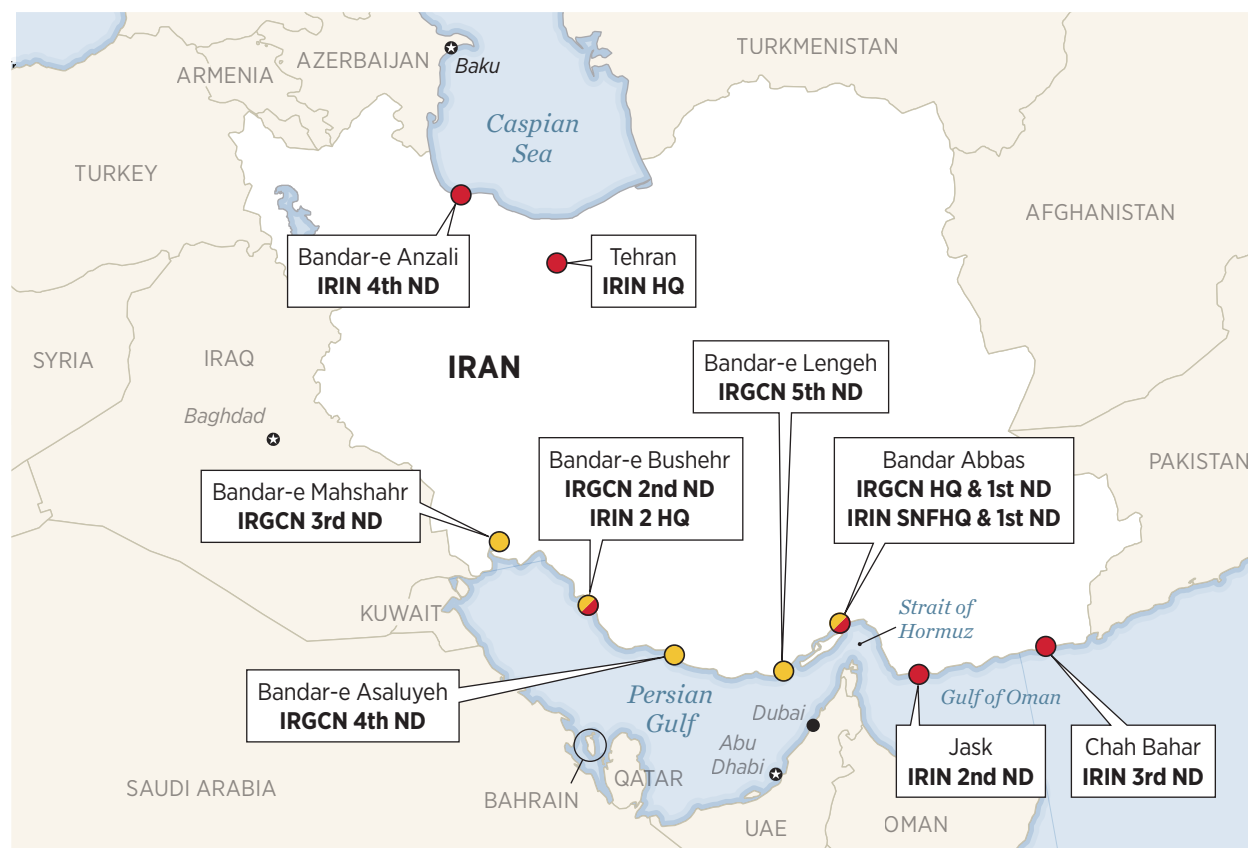 TURKMENISTAN
AZERBAIJAN
Baku
ARMENIA
Caspian
Sea
TURKEY
AFGHANISTAN
Bandar-e Anzali
IRIN 4th ND
Tehran
IRIN HQ
SYRIA
IRAQ
IRAN
Baghdad
Bandar-e Lengeh
IRGCN 5th ND
Bandar-e Mahshahr
IRGCN 3rd ND
Bandar-e Bushehr
IRGCN 2nd ND
IRIN 2 HQ
Bandar Abbas
IRGCN HQ & 1st ND
IRIN SNFHQ & 1st ND
PAKISTAN
KUWAIT
Strait of
Hormuz
Bandar-e Asaluyeh
IRGCN 4th ND
Persian
Gulf
Dubai
Abu
Dhabi
Gulf of Oman
Jask
IRIN 2nd ND
Chah Bahar
IRIN 3rd ND
SAUDI ARABIA
BAHRAIN
QATAR
UAE
OMAN